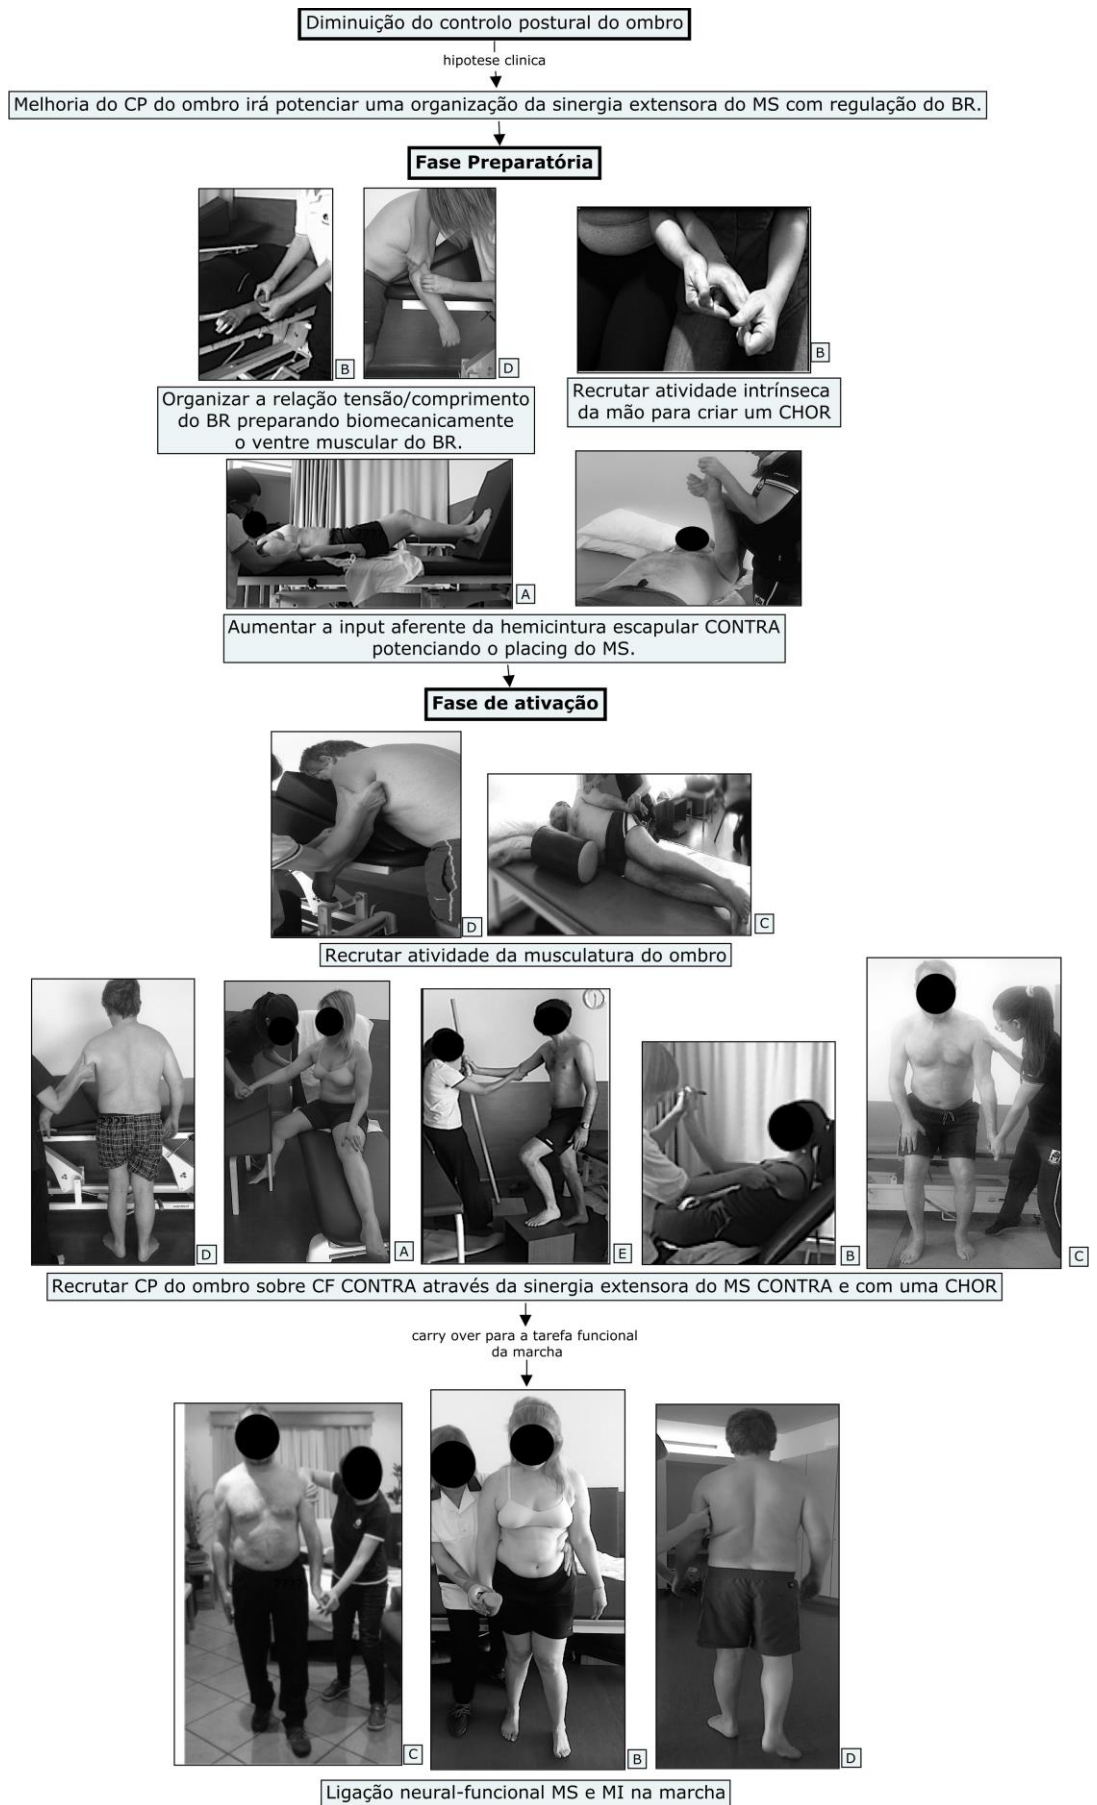 Diminuição do controlo postural do ombro
hipotese clinica
Melhoria do CP do ombro irá potenciar uma organização da sinergia extensora do MS com regulação do BR.
Fase Preparatória
B
D
B
Organizar a relação tensão/comprimento
do BR preparando biomecanicamente
o ventre muscular do BR.
Recrutar atividade intrínseca
da mão para criar um CHOR
A
Aumentar a input aferente da hemicintura escapular CONTRA
potenciando o placing do MS.
Fase de ativação
D
C
Recrutar atividade da musculatura do ombro
D
A
E
B
C
Recrutar CP do ombro sobre CF CONTRA através da sinergia extensora do MS CONTRA e com uma CHOR
carry over para a tarefa funcional
da marcha
C
B
D
Ligação neural-funcional MS e MI na marcha